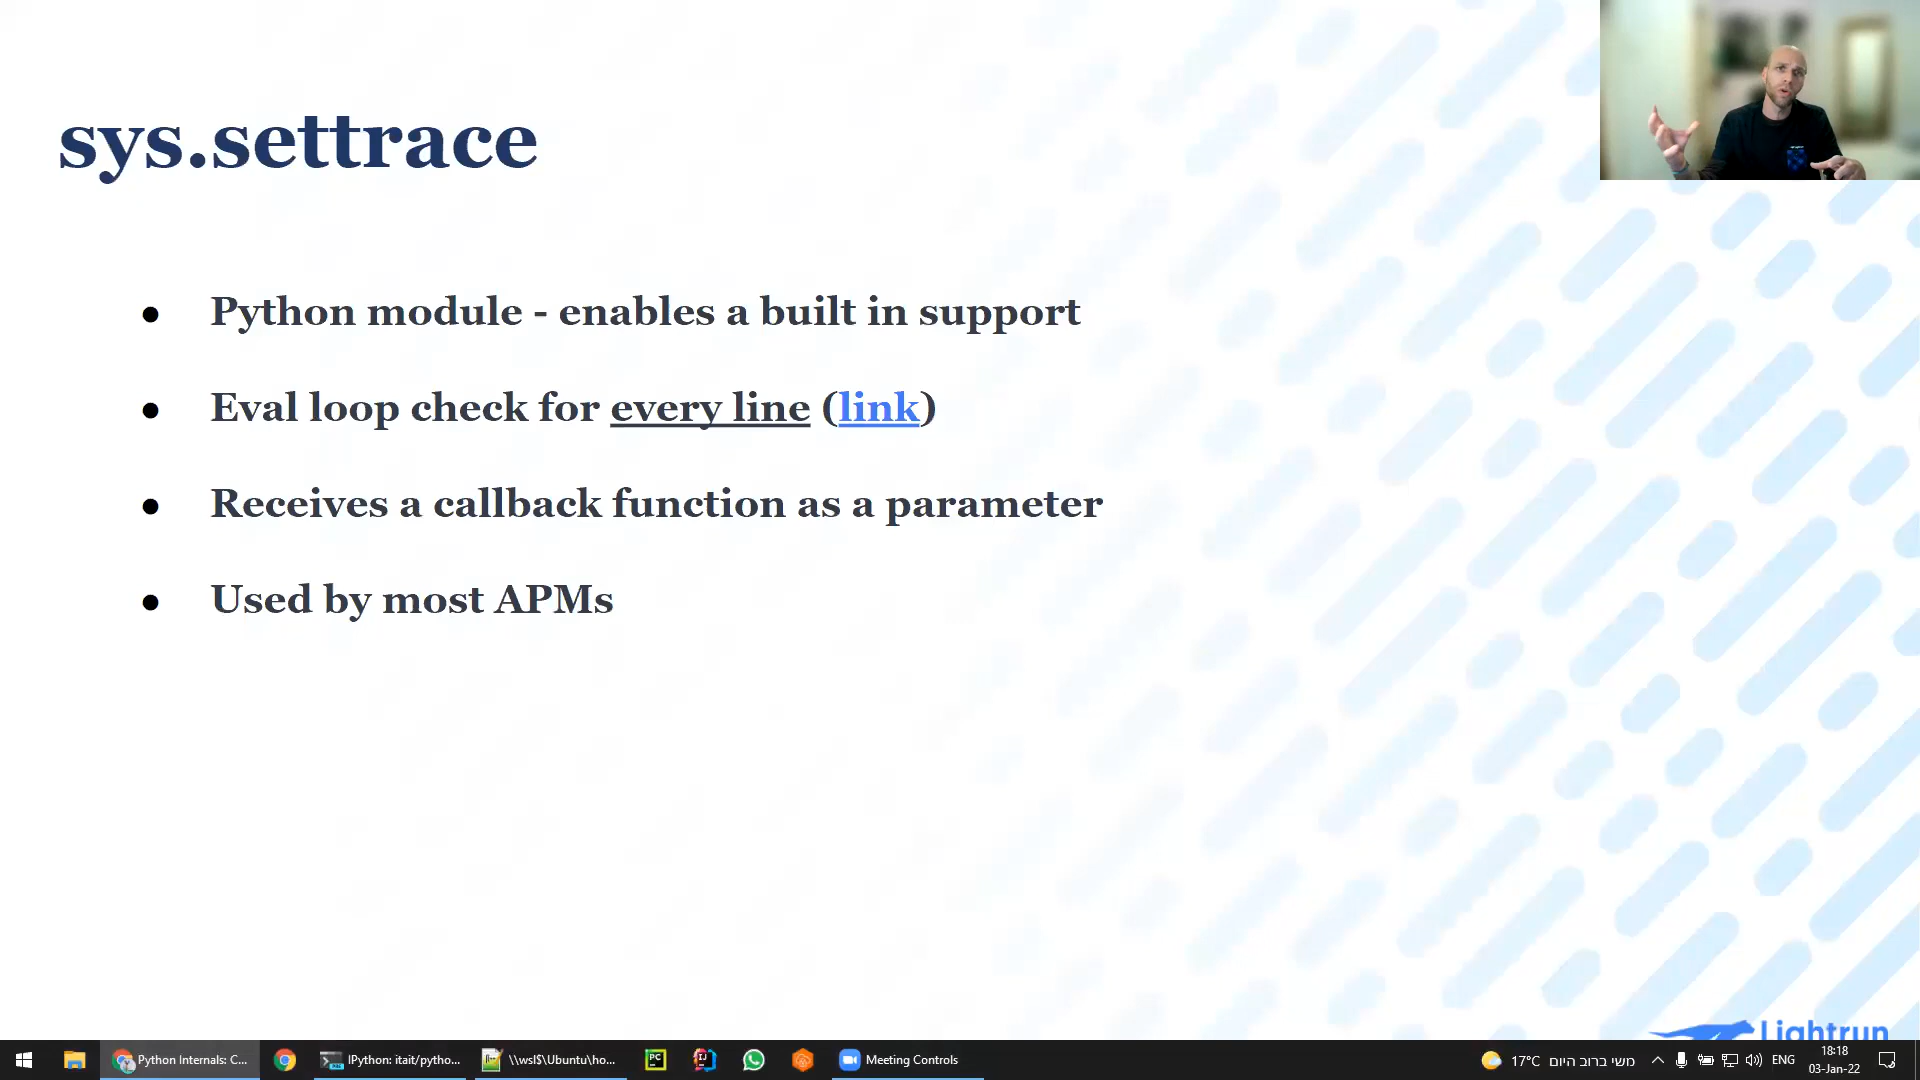 sys.settrace
● Python module - enables a built in support
● Eval loop check for every line (link)
● Receives a callback function as a parameter
● Used by most APMs
Lightrun
Python Internals: C...
IPython: itait/pytho...
\\wsl$\Ubuntu\ho...
Meeting Controls
17°C משי ברוב היום
ENG
18:18
03-Jan-22